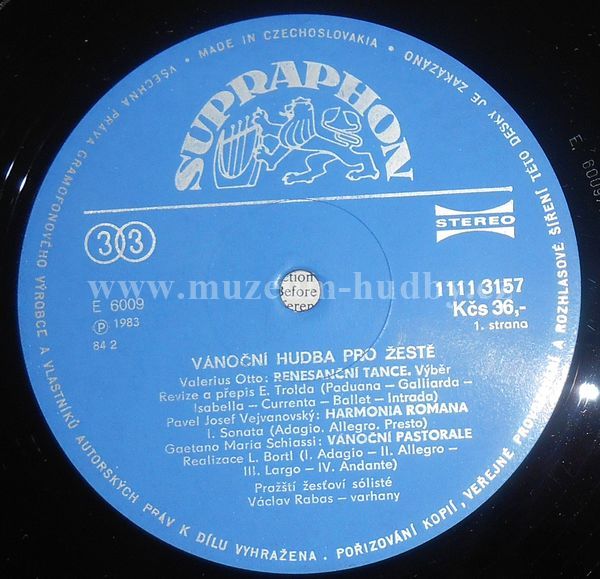 VŠECHNA PRÁVA GRAMOFONOVÉHO VÝROBCE A VLASTNÍKŮ AUTORSKÝCH PRÁV K DÍLU VYHRAŽENA . POŘIZOVÁNÍ KOPIÍ, VEŘEJNÉ A ROZHLASOVÉ ŠÍŘENÍ TÉTO DESKY JE ZAKÁZÁNO
MADE IN CZECHOSLOVAKIA
SUPRAPHON
33
STEREO
www.muzeum-hudby.cz
E 6009
Ⓟ 1983
84 2
1111 3157
Kčs 36,-
1. strana
ction
Before
eren
VÁNOČNÍ HUDBA PRO ŽESTĚ
Valerius Otto: RENESANČNÍ TANCE. Výběr
Revize a přepis E. Trolda (Paduana – Galliarda –
Isabella – Currenta – Ballet – Intrada)
Pavel Josef Vejvanovský: HARMONIA ROMANA
I. Sonata (Adagio. Allegro. Presto)
Gaetano Maria Schiassi: VÁNOČNÍ PASTORALE
Realizace L. Bortl (I. Adagio – II. Allegro –
III. Largo – IV. Andante)
Pražští žesťoví sólisté
Václav Rabas – varhany